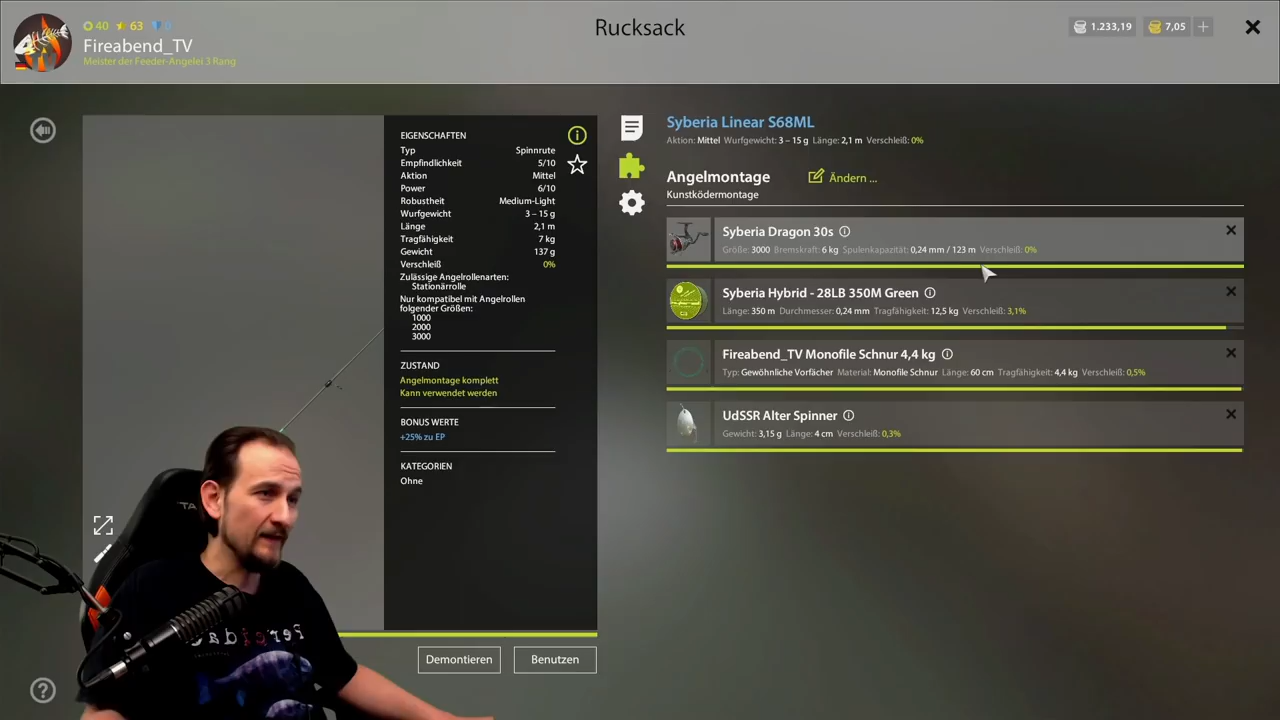 40 63
Fireabend_TV
Meister der Feeder-Angelei 3 Rang
Rucksack
1.233,19
7,05
EIGENSCHAFTEN
Typ Spinnrute
Empfindlichkeit 5/10
Aktion Mittel
Power 6/10
Robustheit Medium-Light
Wurfgewicht 3 – 15 g
Länge 2,1 m
Tragfähigkeit 7 kg
Gewicht 137 g
Verschleiß 0%
Zulässige Angelrollenarten:
Stationärrolle
Nur kompatibel mit Angelrollen
folgender Größen:
1000
2000
3000
ZUSTAND
Angelmontage komplett
Kann verwendet werden
BONUS WERTE
+25% zu EP
KATEGORIEN
Ohne
Demontieren
Benutzen
Syberia Linear S68ML
Aktion: Mittel Wurfgewicht: 3 – 15 g Länge: 2,1 m Verschleiß: 0%
Angelmontage
Ändern ...
Kunstködermontage
Syberia Dragon 30s
Größe: 3000 Bremskraft: 6 kg Spulenkapazität: 0,24 mm / 123 m Verschleiß: 0%
Syberia Hybrid - 28LB 350M Green
Länge: 350 m Durchmesser: 0,24 mm Tragfähigkeit: 12,5 kg Verschleiß: 3,1%
Fireabend_TV Monofile Schnur 4,4 kg
Typ: Gewöhnliche Vorfächer Material: Monofile Schnur Länge: 60 cm Tragfähigkeit: 4,4 kg Verschleiß: 0,5%
UdSSR Alter Spinner
Gewicht: 3,15 g Länge: 4 cm Verschleiß: 0,3%